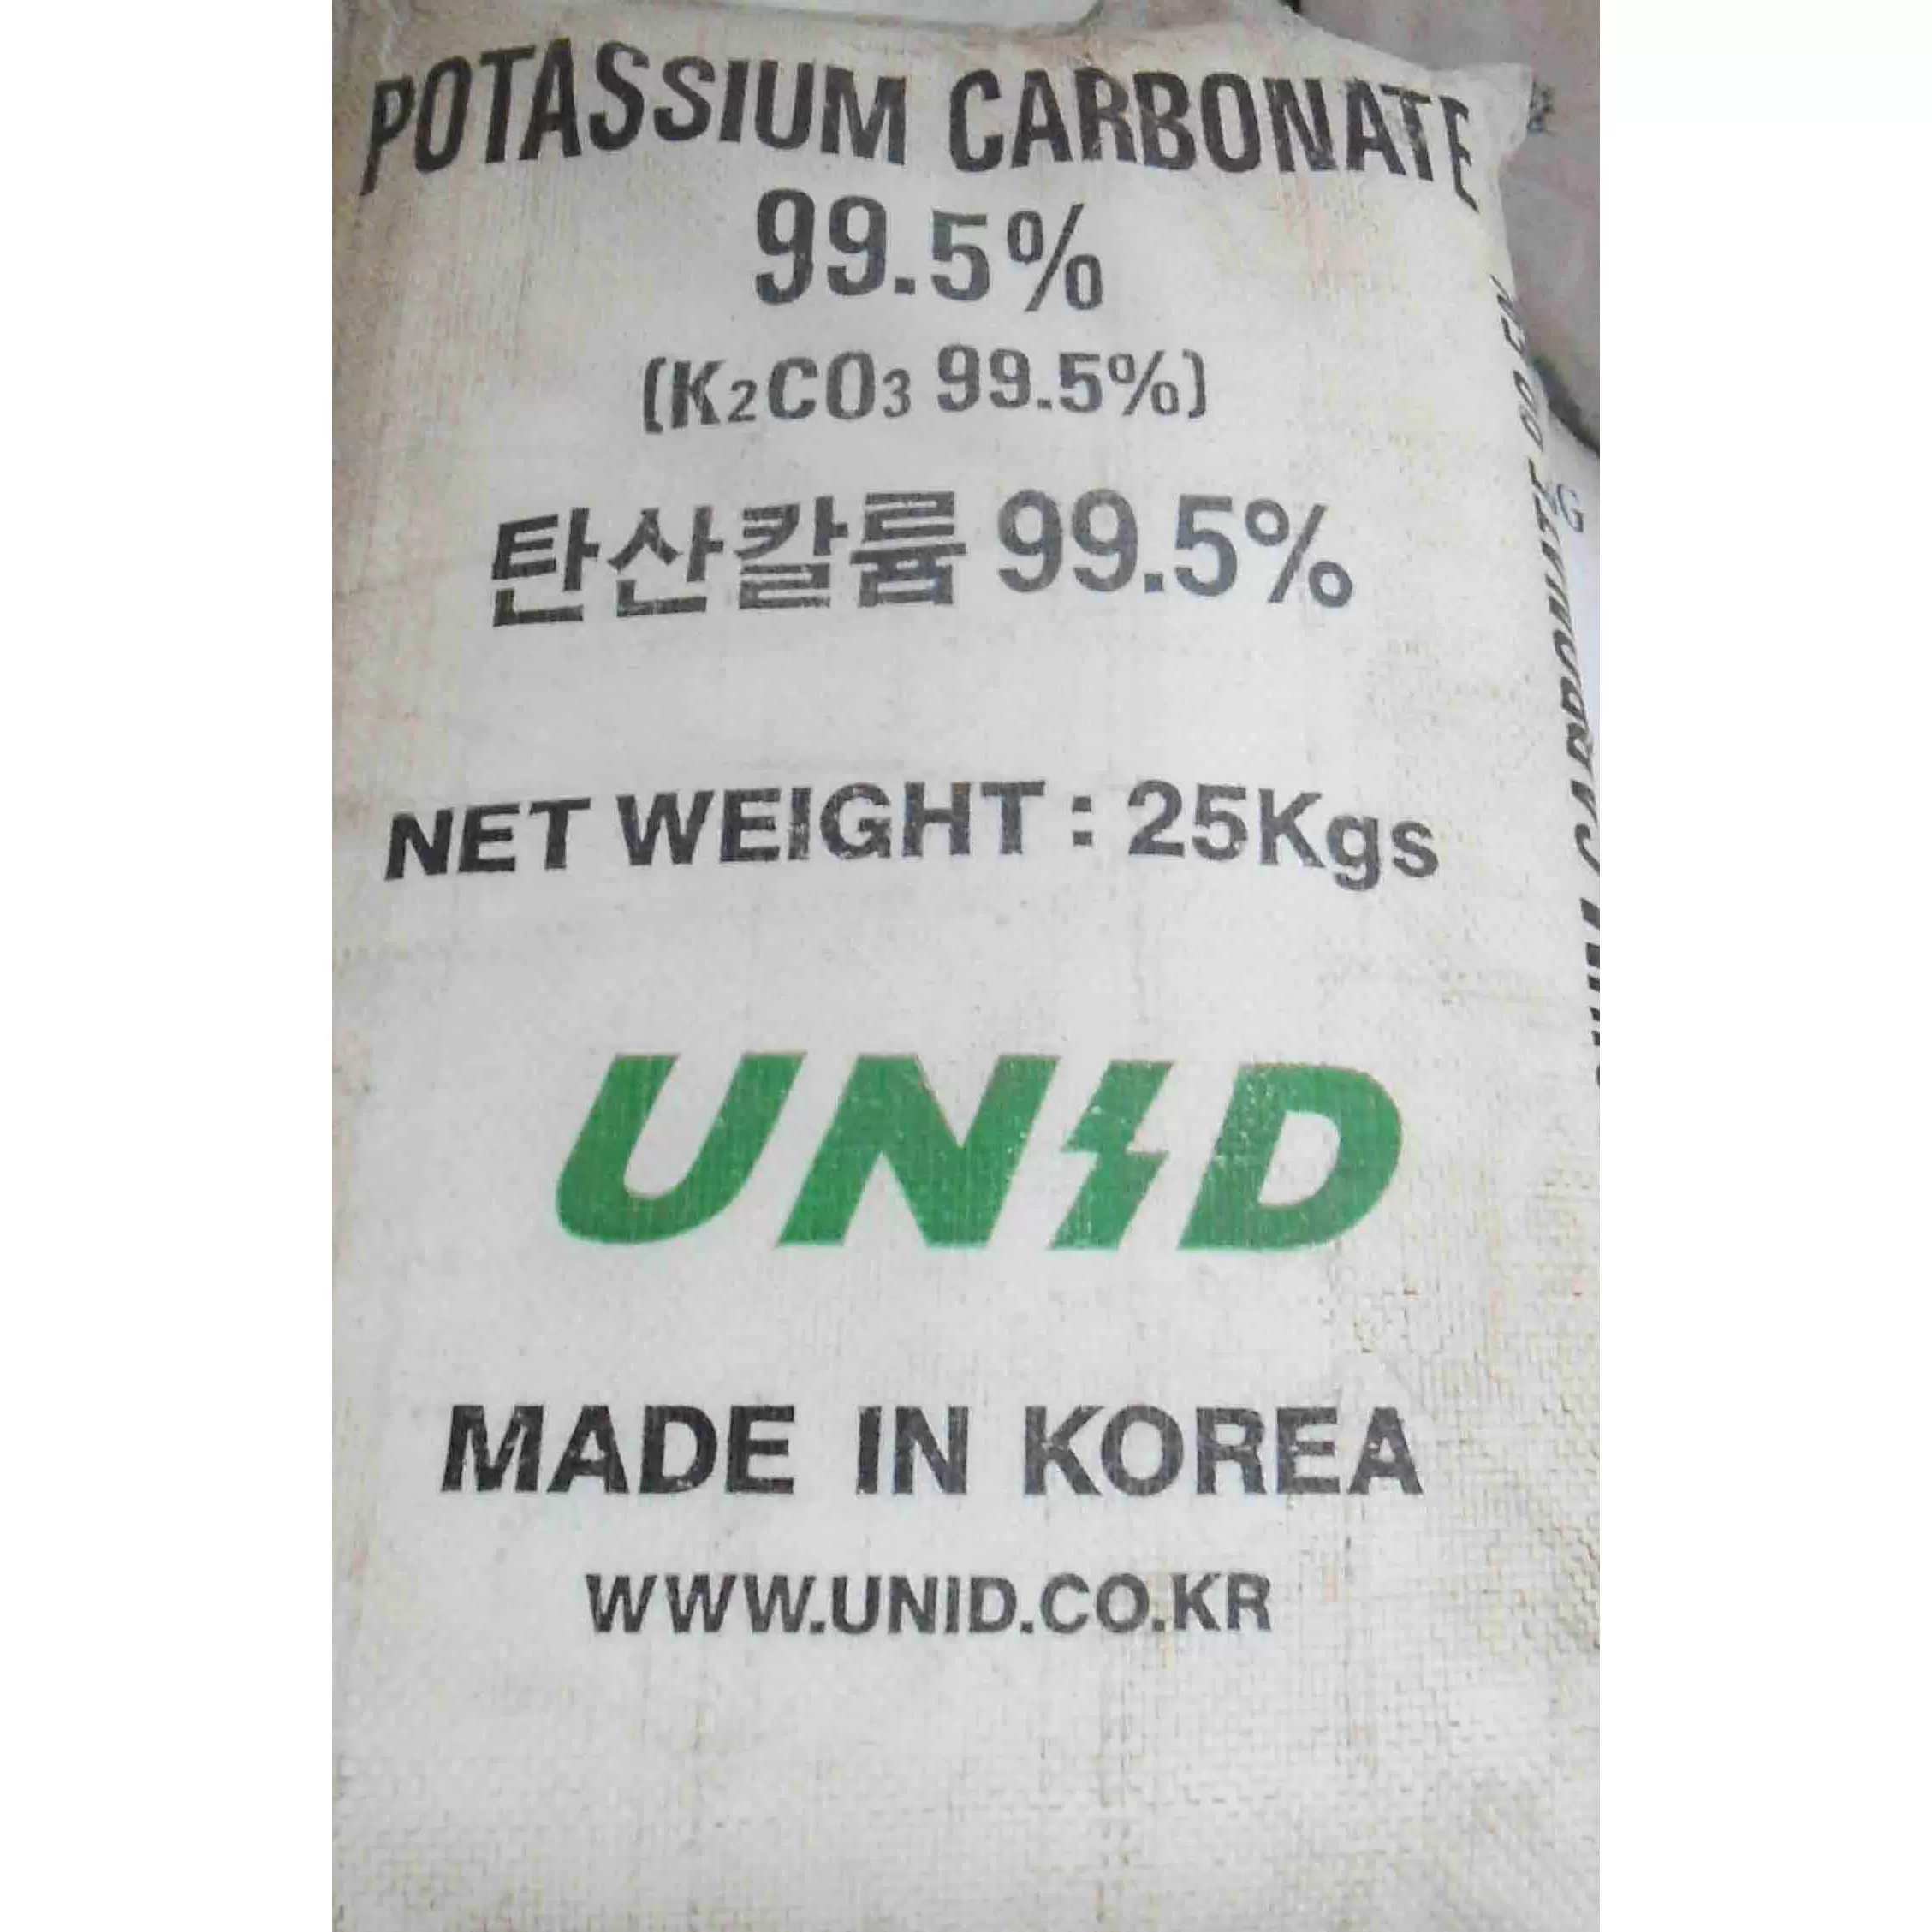 POTASSIUM CARBONATE
99.5%
(K2CO3 99.5%)
탄산칼륨 99.5%
NET WEIGHT : 25Kgs
UNID
MADE IN KOREA
WWW.UNID.CO.KR
CARBONATE